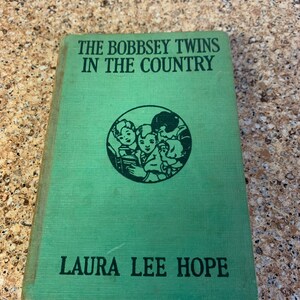 THE BOBBSEY TWINS
IN THE COUNTRY
LAURA LEE HOPE